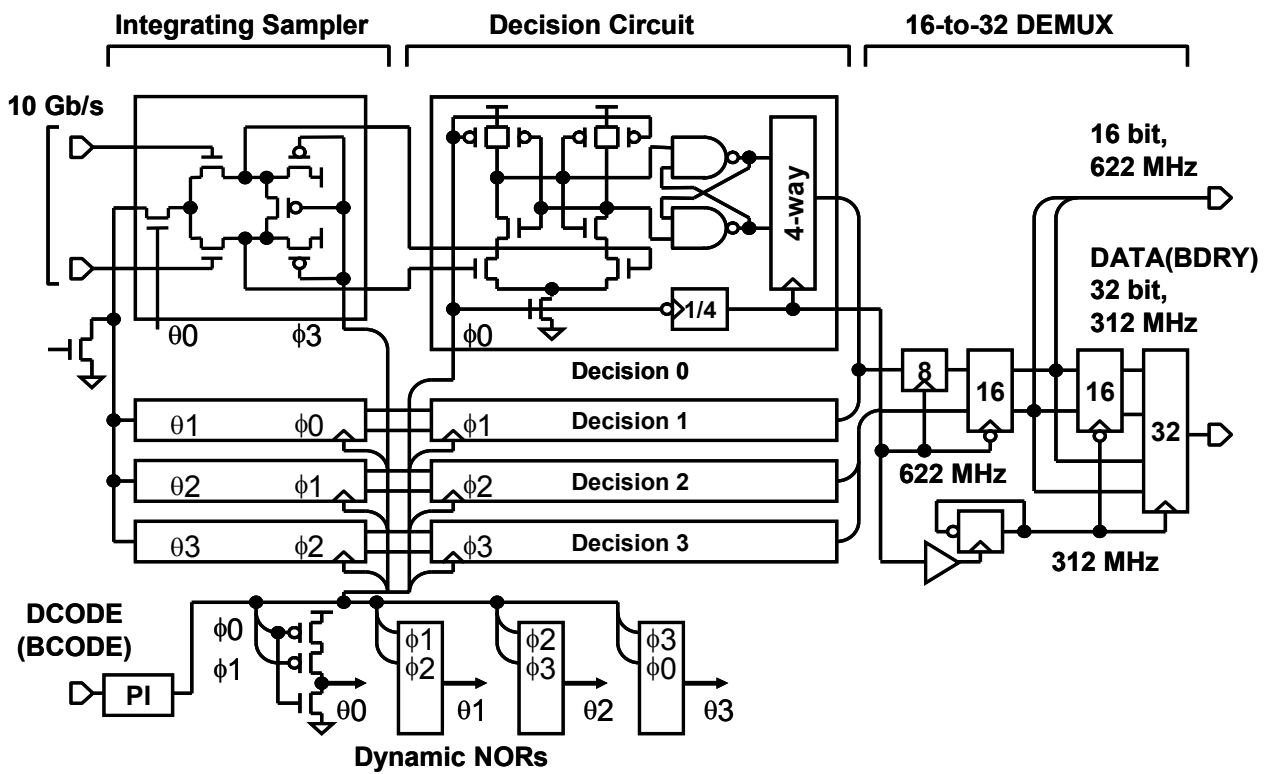 Integrating Sampler
Decision Circuit
16-to-32 DEMUX
10 Gb/s
16 bit,
622 MHz
4-way
DATA(BDRY)
32 bit,
312 MHz
1/4
θ0
ϕ3
ϕ0
Decision 0
8
16
16
32
θ1
ϕ0
ϕ1
Decision 1
622 MHz
θ2
ϕ1
ϕ2
Decision 2
θ3
ϕ2
ϕ3
Decision 3
312 MHz
DCODE
(BCODE)
PI
ϕ0
ϕ1
θ0
ϕ1
ϕ2
θ1
ϕ2
ϕ3
θ2
ϕ3
ϕ0
θ3
Dynamic NORs